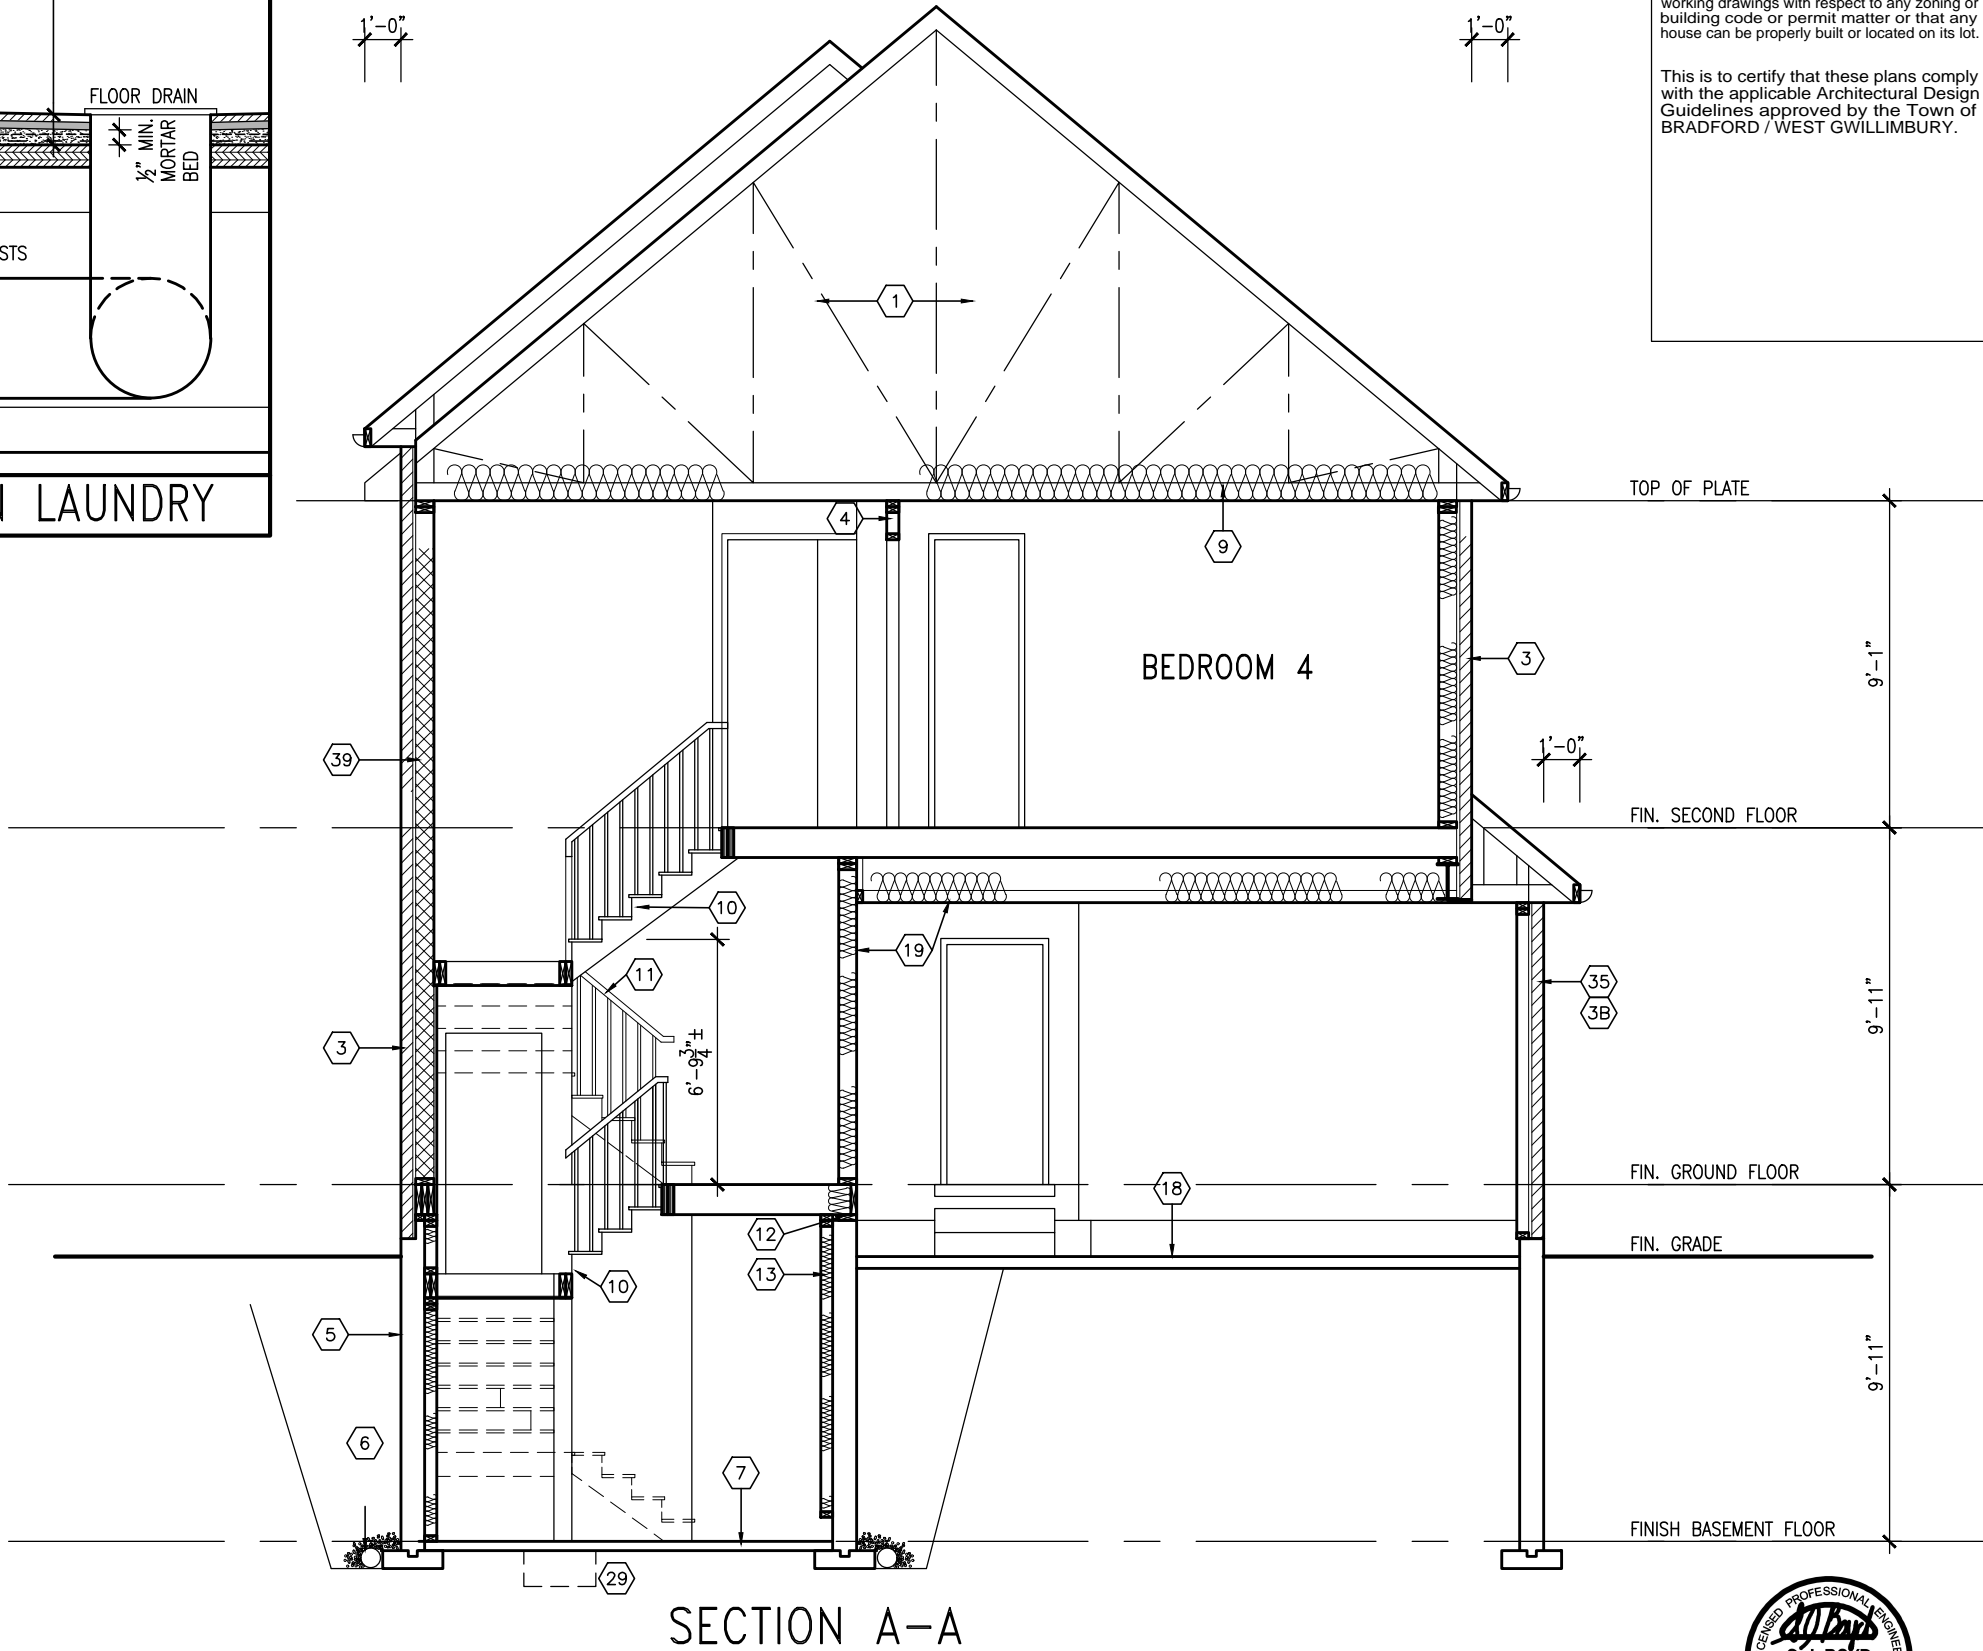 1'-0"
1'-0"
working drawings with respect to any zoning or
building code or permit matter or that any
house can be properly built or located on its lot.
This is to certify that these plans comply
with the applicable Architectural Design
Guidelines approved by the Town of
BRADFORD / WEST GWILLIMBURY.
FLOOR DRAIN
½" MIN.
MORTAR
BED
STS
LAUNDRY
1
TOP OF PLATE
4
9
BEDROOM 4
3
9'-1"
39
1'-0"
FIN. SECOND FLOOR
10
19
11
35
3B
9'-11"
3
6'-9¾"±
FIN. GROUND FLOOR
18
12
FIN. GRADE
13
10
5
9'-11"
6
7
FINISH BASEMENT FLOOR
29
SECTION A-A
PROFESSIONAL